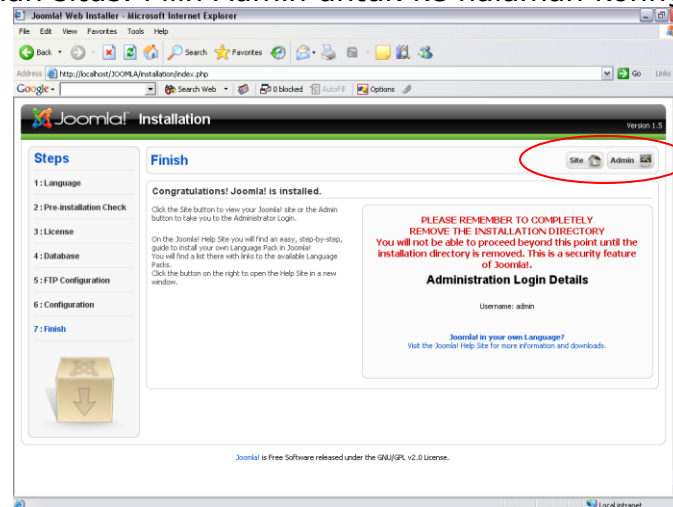 Joomla! Web Installer - Microsoft Internet Explorer
File Edit View Favorites Tools Help
Back Search Favorites
Address http://localhost/JOOMLA/installation/index.php Go Links
Google Search Web 0 blocked AutoFill Options
Joomla! Installation
Version 1.5
Steps
1 : Language
2 : Pre-installation Check
3 : License
4 : Database
5 : FTP Configuration
6 : Configuration
7 : Finish
Finish
Site Admin
Congratulations! Joomla! is installed.
Click the Site button to view your Joomla! site or the Admin
button to take you to the Administrator Login.
On the Joomla! Help Site you will find an easy, step-by-step,
guide to install your own Language Pack in Joomla!
You will find a list there with links to the available Language
Packs.
Click the button on the right to open the Help Site in a new
window.
PLEASE REMEMBER TO COMPLETELY
REMOVE THE INSTALLATION DIRECTORY
You will not be able to proceed beyond this point until the
installation directory is removed. This is a security feature
of Joomla!.
Administration Login Details
Username: admin
Joomla! in your own Language?
Visit the Joomla! Help Site for more information and downloads.
Joomla! is Free Software released under the GNU/GPL v2.0 License.
Local intranet